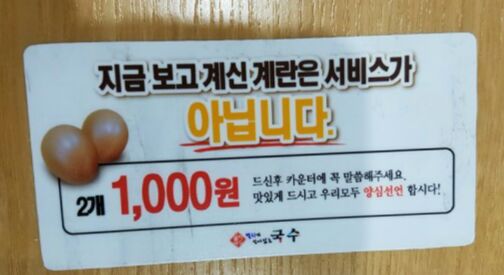 지금 보고 계신 계란은 서비스가
아닙니다.
2개 1,000원
드신후 카운터에 꼭 말씀해주세요.
맛있게 드시고 우리모두 양심선언 합시다!
국수